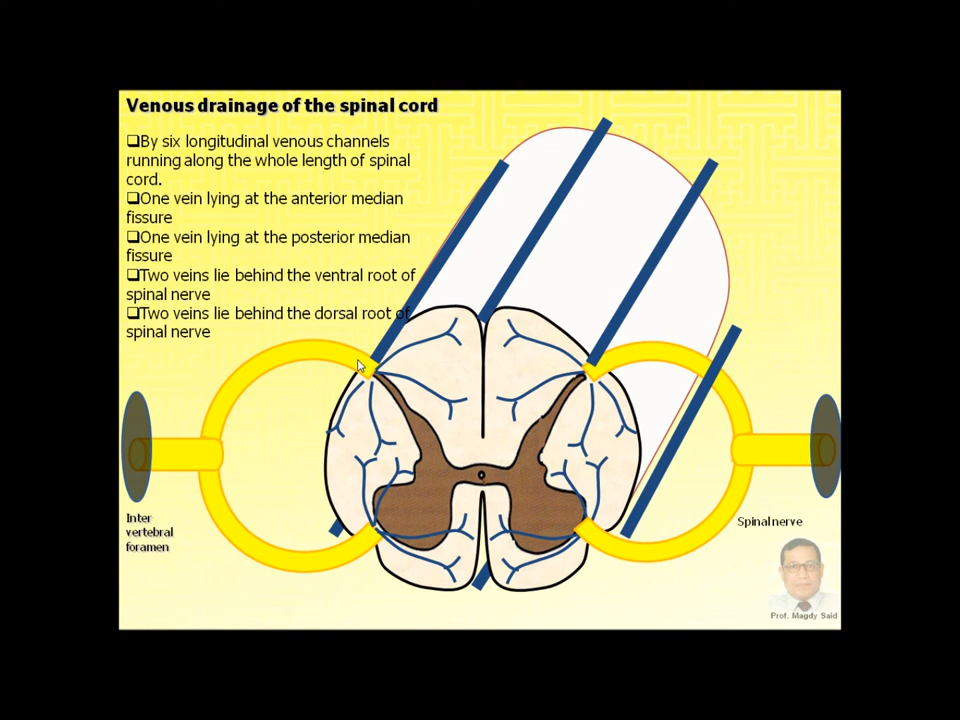 Venous drainage of the spinal cord
❑By six longitudinal venous channels
running along the whole length of spinal
cord.
❑One vein lying at the anterior median
fissure
❑One vein lying at the posterior median
fissure
❑Two veins lie behind the ventral root of
spinal nerve
❑Two veins lie behind the dorsal root of
spinal nerve
Inter
vertebral
foramen
Spinal nerve
Prof. Magdy Said